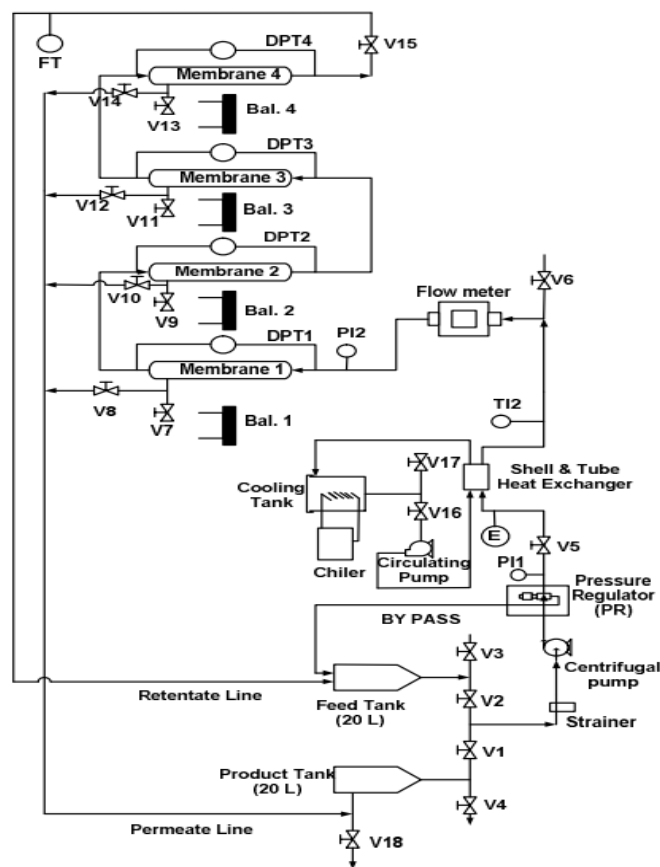 DPT4
V15
FT
Membrane 4
V14
V13
Bal. 4
DPT3
Membrane 3
V12
V11
Bal. 3
DPT2
Membrane 2
V10
V9
Bal. 2
V6
Flow meter
DPT1
PI2
Membrane 1
V8
V7
Bal. 1
TI2
V17
Shell & Tube
Heat Exchanger
Cooling
Tank
V16
E
V5
Chiler
Circulating
Pump
PI1
Pressure
Regulator
(PR)
BY PASS
V3
Centrifugal
pump
Retentate Line
Feed Tank
(20 L)
V2
Strainer
V1
Product Tank
(20 L)
V4
Permeate Line
V18